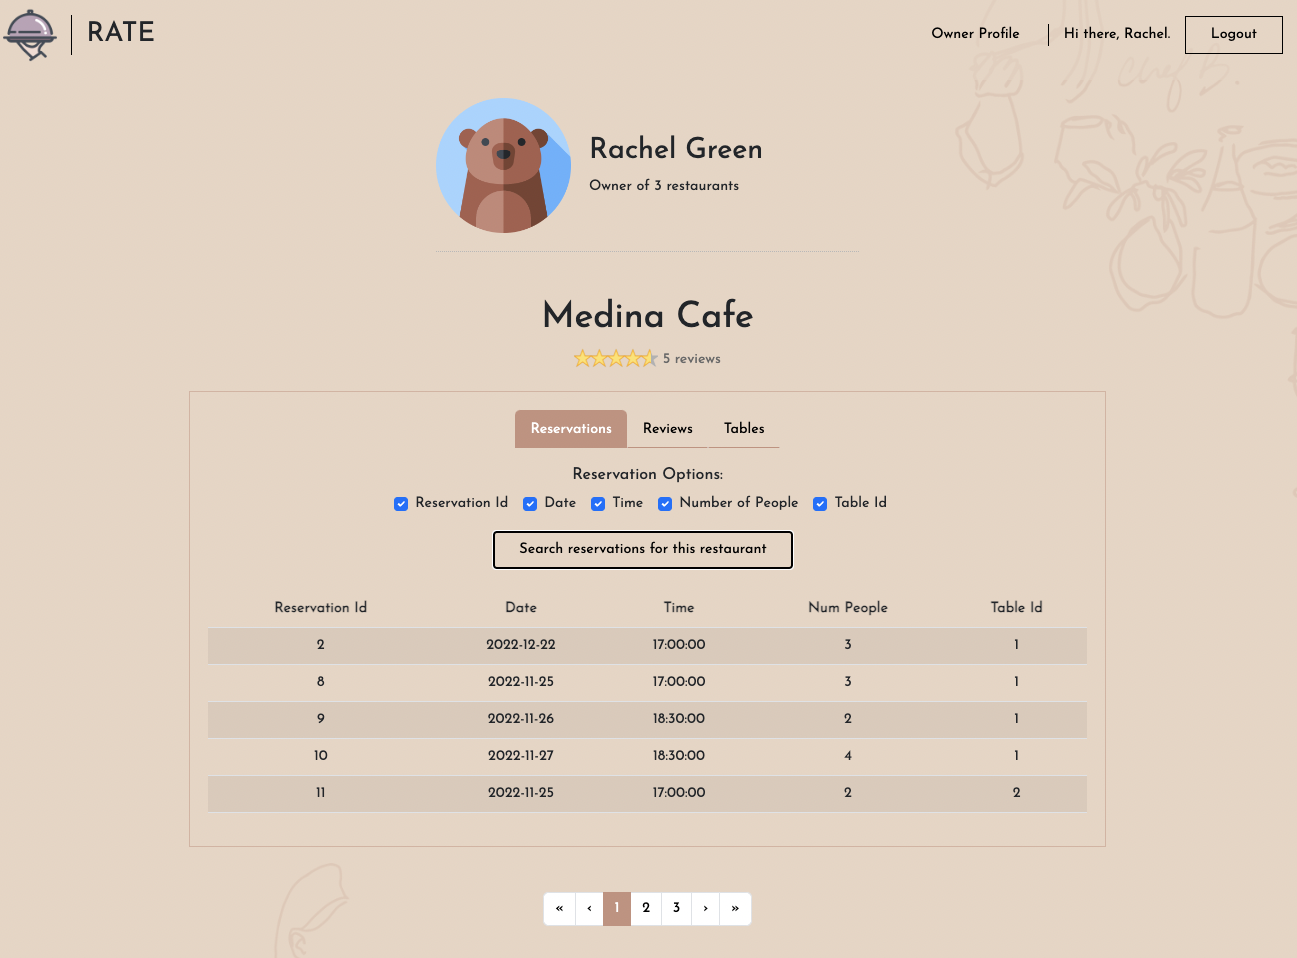 RATE
Owner Profile
Hi there, Rachel.
Logout
chef B.
Rachel Green
Owner of 3 restaurants
Medina Cafe
5 reviews
Reservations Reviews Tables
Reservation Options:
Reservation Id Date Time Number of People Table Id
Search reservations for this restaurant
Reservation Id Date Time Num People Table Id
2 2022-12-22 17:00:00 3 1
8 2022-11-25 17:00:00 3 1
9 2022-11-26 18:30:00 2 1
10 2022-11-27 18:30:00 4 1
11 2022-11-25 17:00:00 2 2
« ‹ 1 2 3 › »